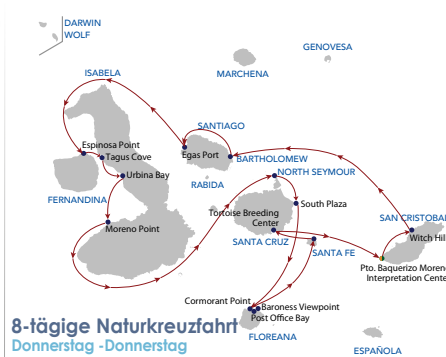 DARWIN
WOLF
GENOVESA
ISABELA
MARCHENA
SANTIAGO
Espinosa Point
Tagus Cove
Egas Port
BARTHOLOMEW
NORTH SEYMOUR
Urbina Bay
RABIDA
FERNANDINA
South Plaza
Tortoise Breeding
Center
SAN CRISTOBAL
Moreno Point
Witch Hill
SANTA CRUZ
SANTA FE
Pto. Baquerizo Moreno
Interpretation Center
Cormorant Point
Baroness Viewpoint
Post Office Bay
8-tägige Naturkreuzfahrt
Donnerstag -Donnerstag
FLOREANA
ESPAÑOLA